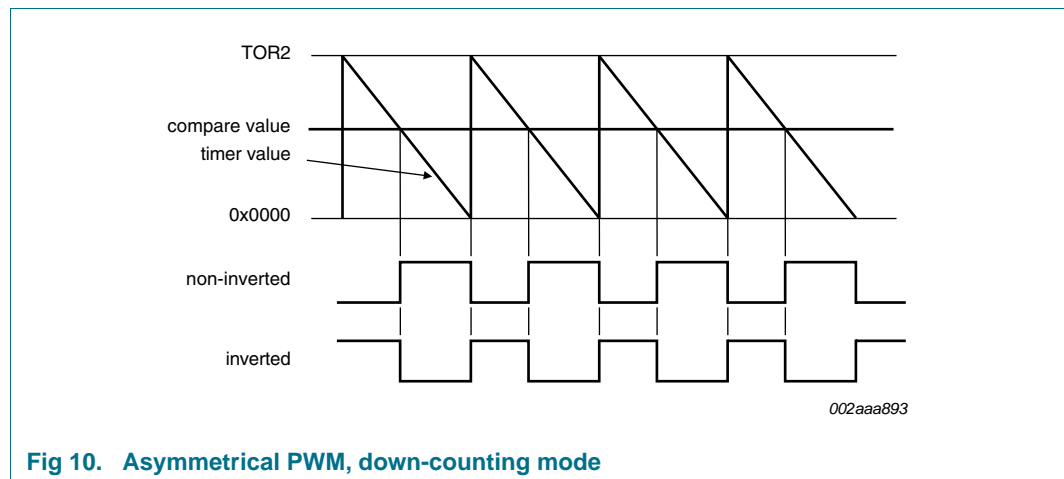 TOR2
compare value
timer value
0x0000
non-inverted
inverted
002aaa893
Fig 10. Asymmetrical PWM, down-counting mode